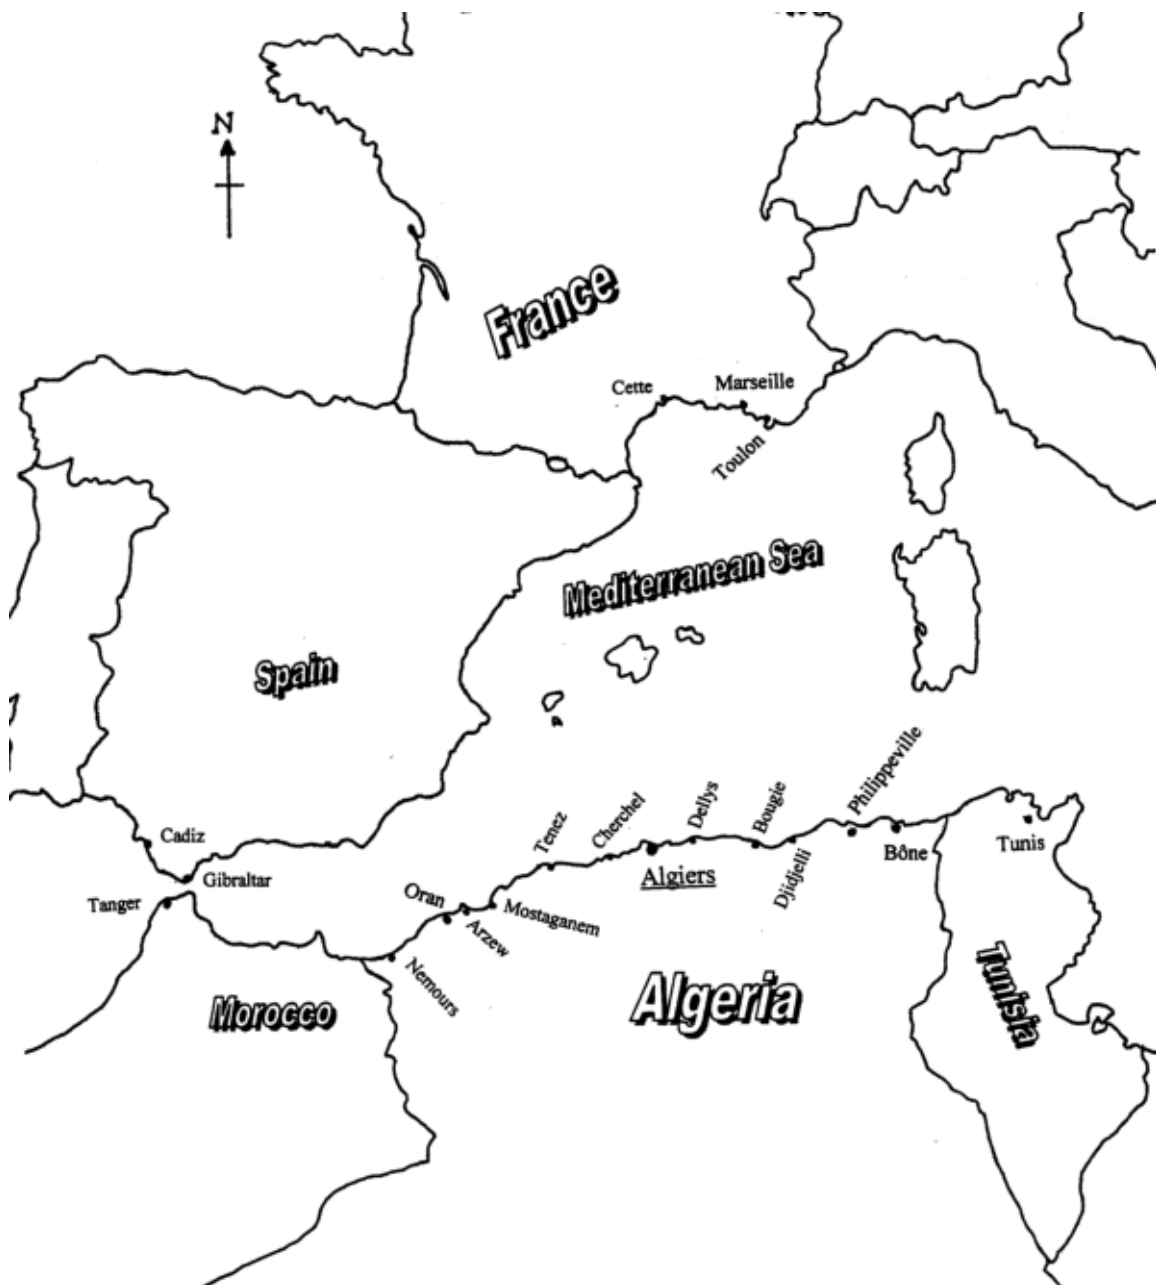 N
France
Cette
Marseille
Toulon
Mediterranean Sea
Spain
Cadiz
Gibraltar
Tanger
Morocco
Nemours
Oran
Arzew
Mostaganem
Tenez
Cherchel
Algiers
Dellys
Bougie
Djidjelli
Philippeville
Bône
Tunis
Algeria
Tunisia